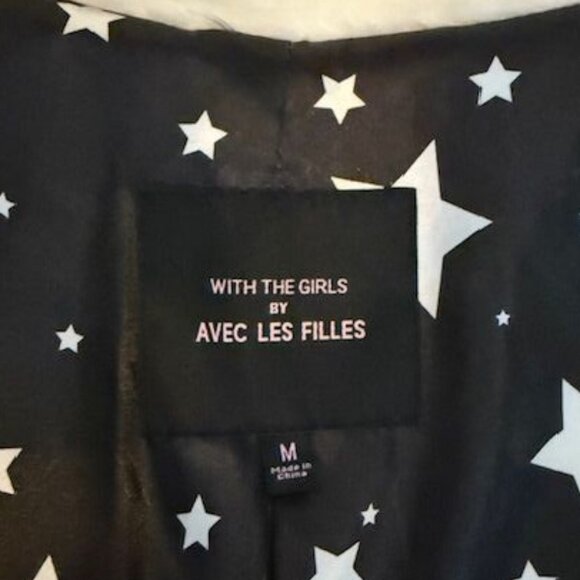 WITH THE GIRLS
BY
AVEC LES FILLES
M
Made in
China